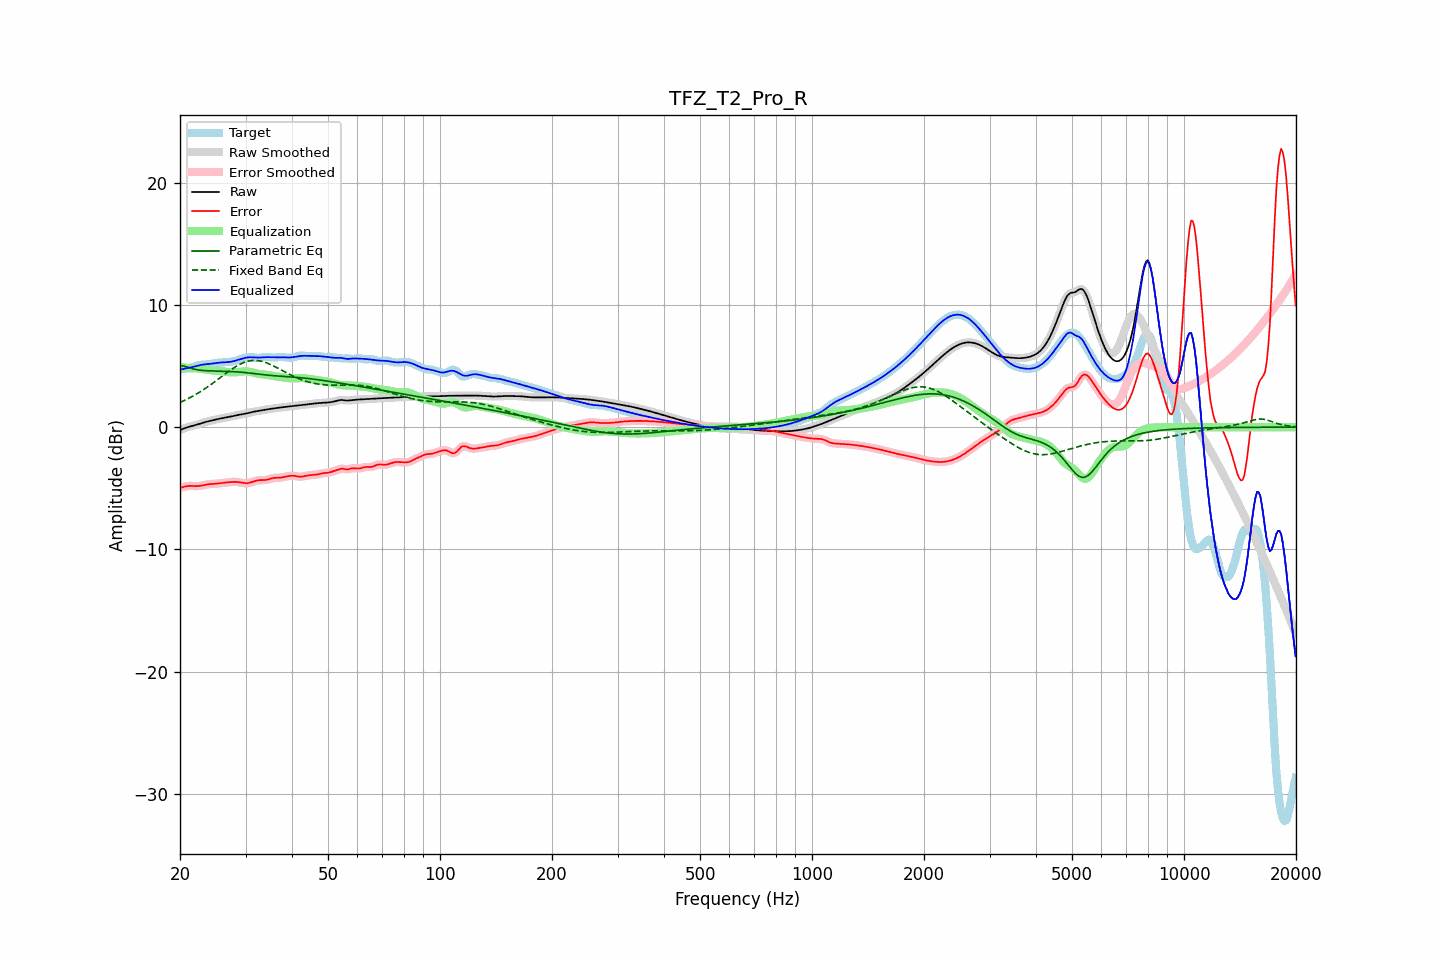 TFZ_T2_Pro_R
Target
Raw Smoothed
Error Smoothed
Raw
Error
Equalization
Parametric Eq
Fixed Band Eq
Equalized
20
10
0
−10
−20
−30
Amplitude (dBr)
20
50
100
200
500
1000
2000
5000
10000
20000
Frequency (Hz)